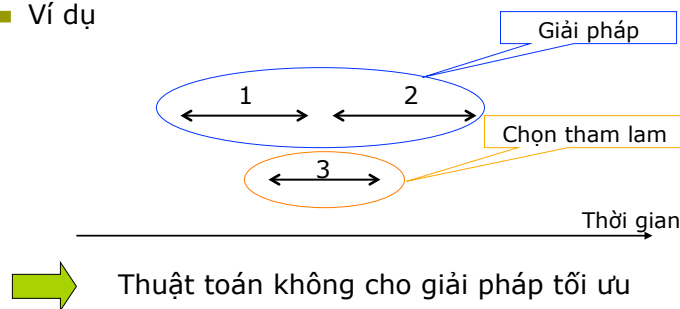 Ví dụ
Giải pháp
1
2
Chọn tham lam
3
Thời gian
Thuật toán không cho giải pháp tối ưu